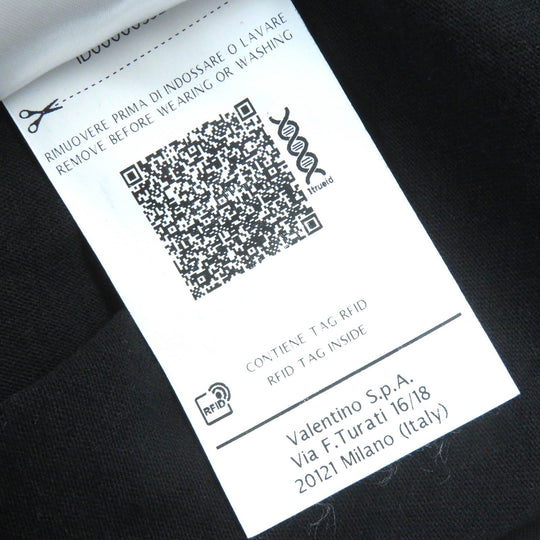 RIMUOVERE PRIMA DI INDOSSARE O LAVARE
REMOVE BEFORE WEARING OR WASHING
1trueid
CONTIENE TAG RFID
RFID TAG INSIDE
RFID
Valentino S.p.A.
Via F.Turati 16/18
20121 Milano (Italy)